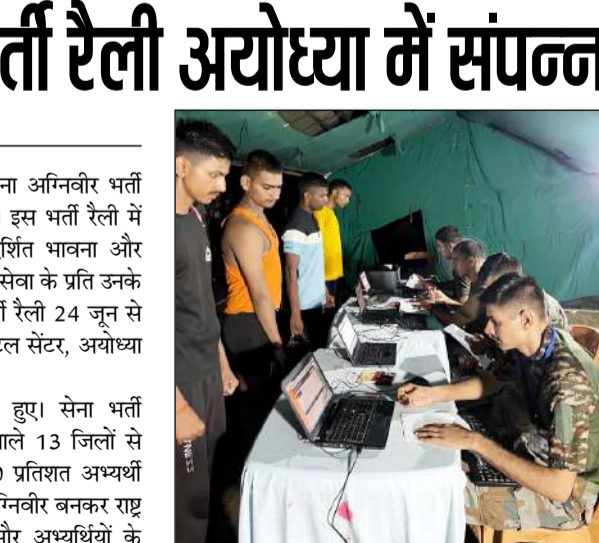 र्ती रैली अयोध्या में संपन्न
ना अग्निवीर भर्ती
इस भर्ती रैली में
र्शित भावना और
सेवा के प्रति उनके
र्ती रैली 24 जून से
टल सेंटर, अयोध्या
हुए। सेना भर्ती
ाले 13 जिलों से
प्रतिशत अभ्यर्थी
ग्निवीर बनकर राष्ट्र
और अभ्यर्थियों के